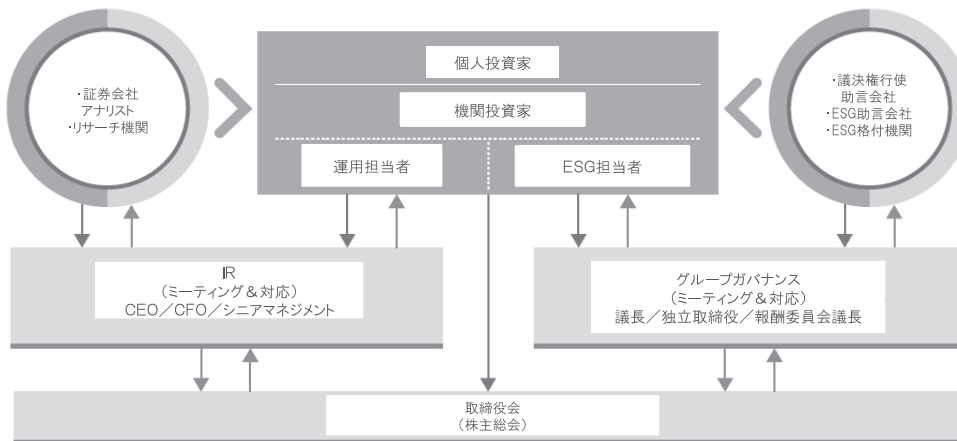 ・証券会社
アナリスト
・リサーチ機関
個人投資家
機関投資家
運用担当者
ESG担当者
・議決権行使
助言会社
・ESG助言会社
・ESG格付機関
IR
（ミーティング＆対応）
CEO／CFO／シニアマネジメント
グループガバナンス
（ミーティング＆対応）
議長／独立取締役／報酬委員会議長
取締役会
（株主総会）